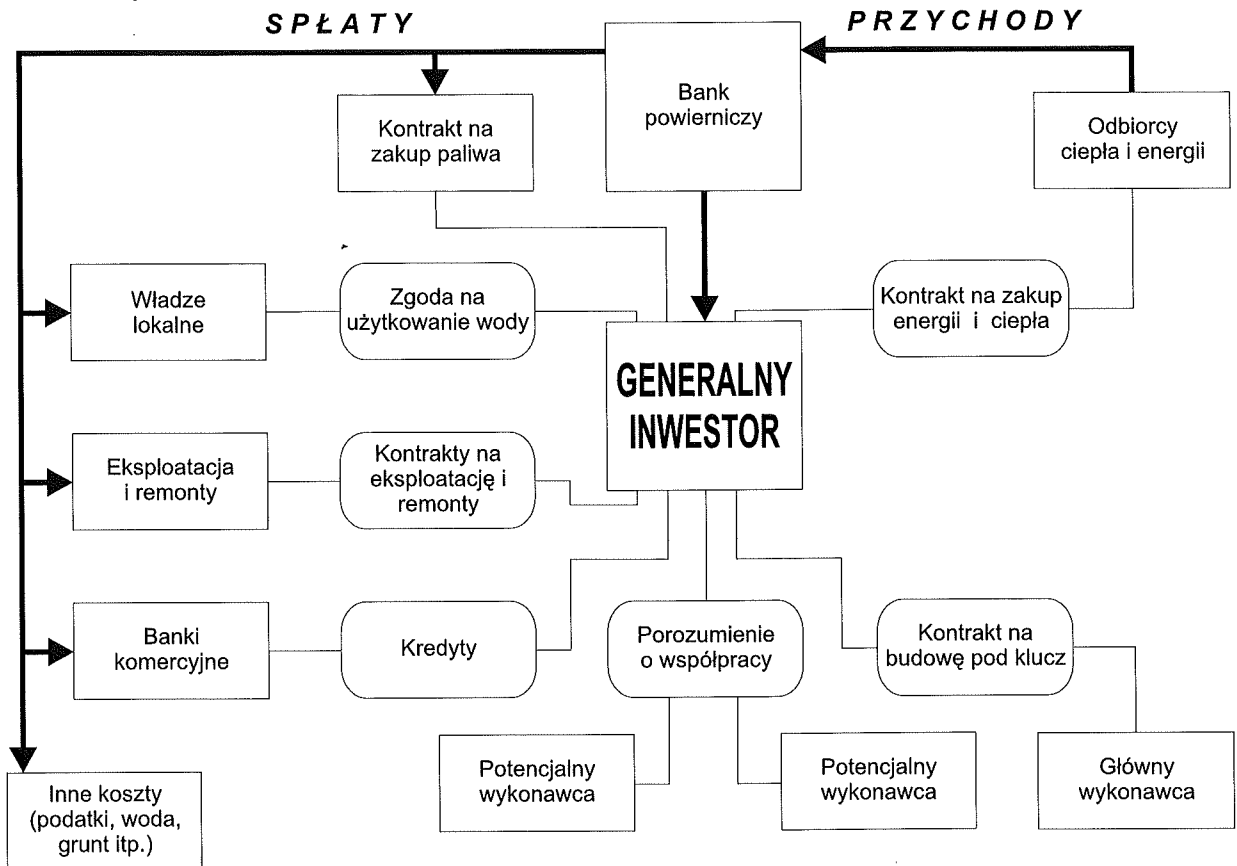 SPŁATY
PRZYCHODY
Bank
powierniczy
Kontrakt na
zakup paliwa
Odbiorcy
ciepła i energii
Władze
lokalne
Zgoda na
użytkowanie wody
Kontrakt na zakup
energii i ciepła
GENERALNY
INWESTOR
Eksploatacja
i remonty
Kontrakty na
eksploatację i
remonty
Banki
komercyjne
Kredyty
Porozumienie
o współpracy
Kontrakt na
budowę pod klucz
Potencjalny
wykonawca
Potencjalny
wykonawca
Główny
wykonawca
Inne koszty
(podatki, woda,
grunt itp.)